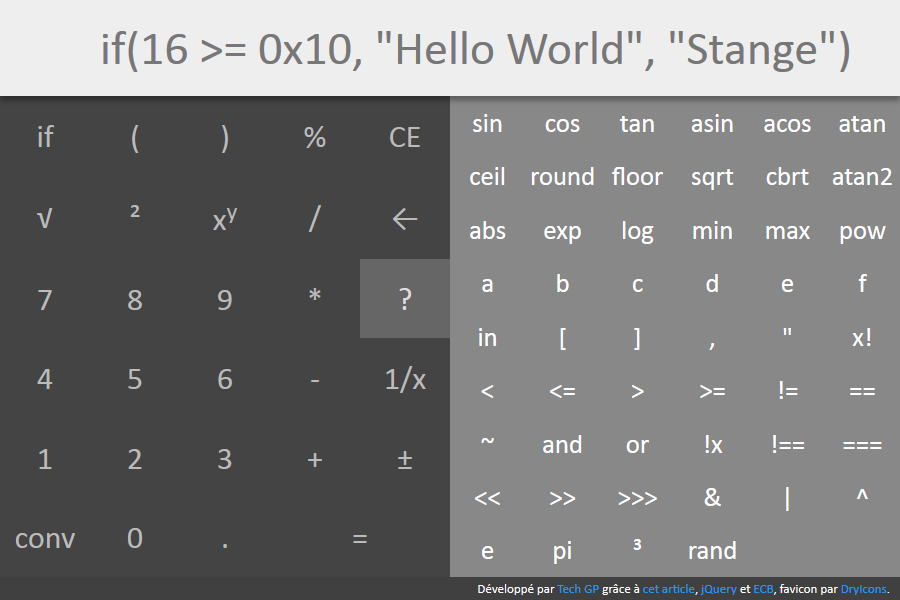 if(16 >= 0x10, "Hello World", "Stange")
if ( ) % CE
√ ² xʸ / ←
7 8 9 * ?
4 5 6 - 1/x
1 2 3 + ±
conv 0 . =
sin cos tan asin acos atan
ceil round floor sqrt cbrt atan2
abs exp log min max pow
a b c d e f
in [ ] , " x!
< <= > >= != ==
~ and or !x !== ===
<< >> >>> & | ^
e pi ³ rand
Développé par Tech GP grâce à cet article, jQuery et ECB, favicon par DryIcons.